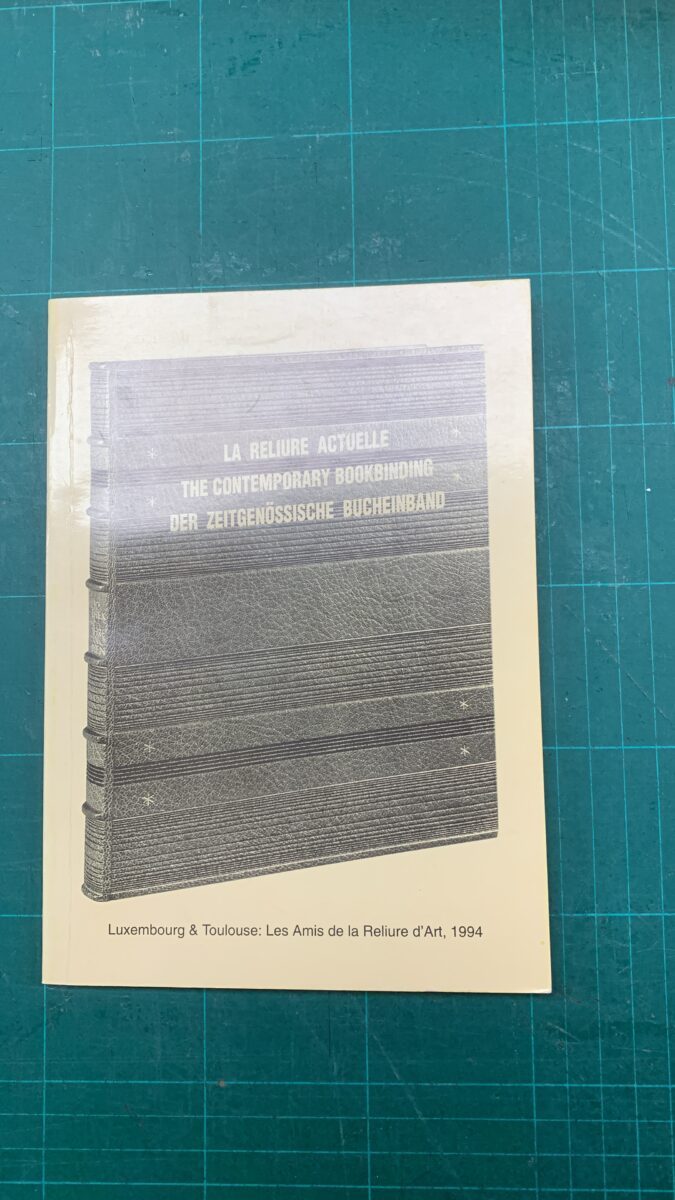 LA RELIURE ACTUELLE
THE CONTEMPORARY BOOKBINDING
DER ZEITGENÖSSISCHE BUCHEINBAND
Luxembourg & Toulouse: Les Amis de la Reliure d'Art, 1994